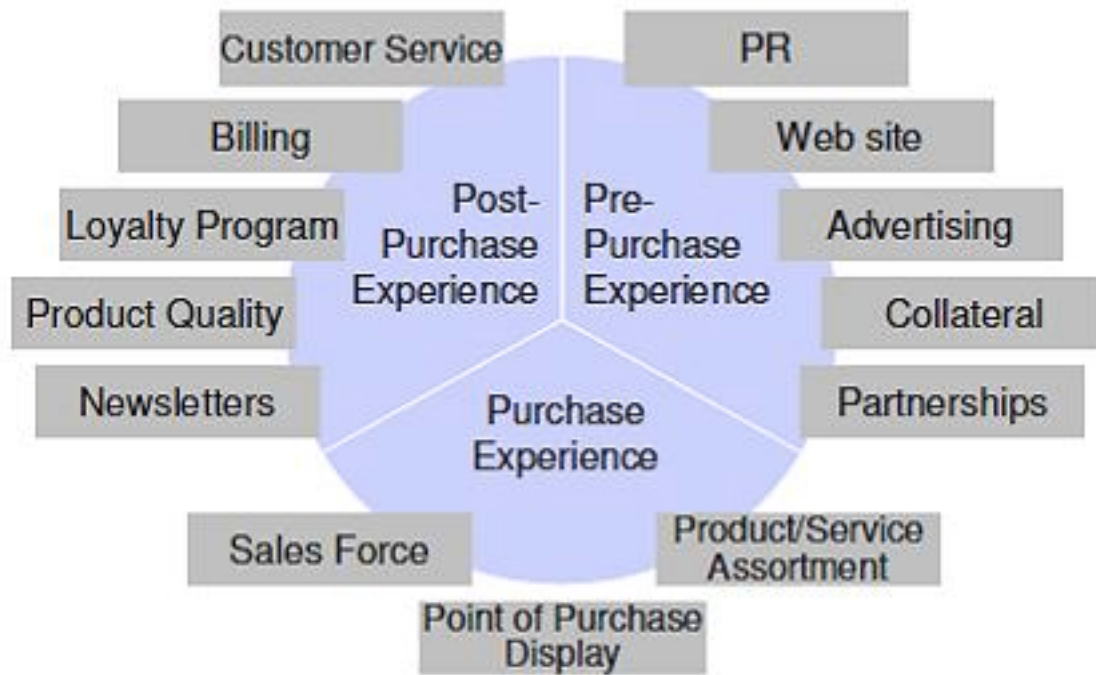 Customer Service
PR
Billing
Web site
Loyalty Program
Advertising
Product Quality
Collateral
Newsletters
Partnerships
Post-
Purchase
Experience
Pre-
Purchase
Experience
Purchase
Experience
Sales Force
Product/Service
Assortment
Point of Purchase
Display